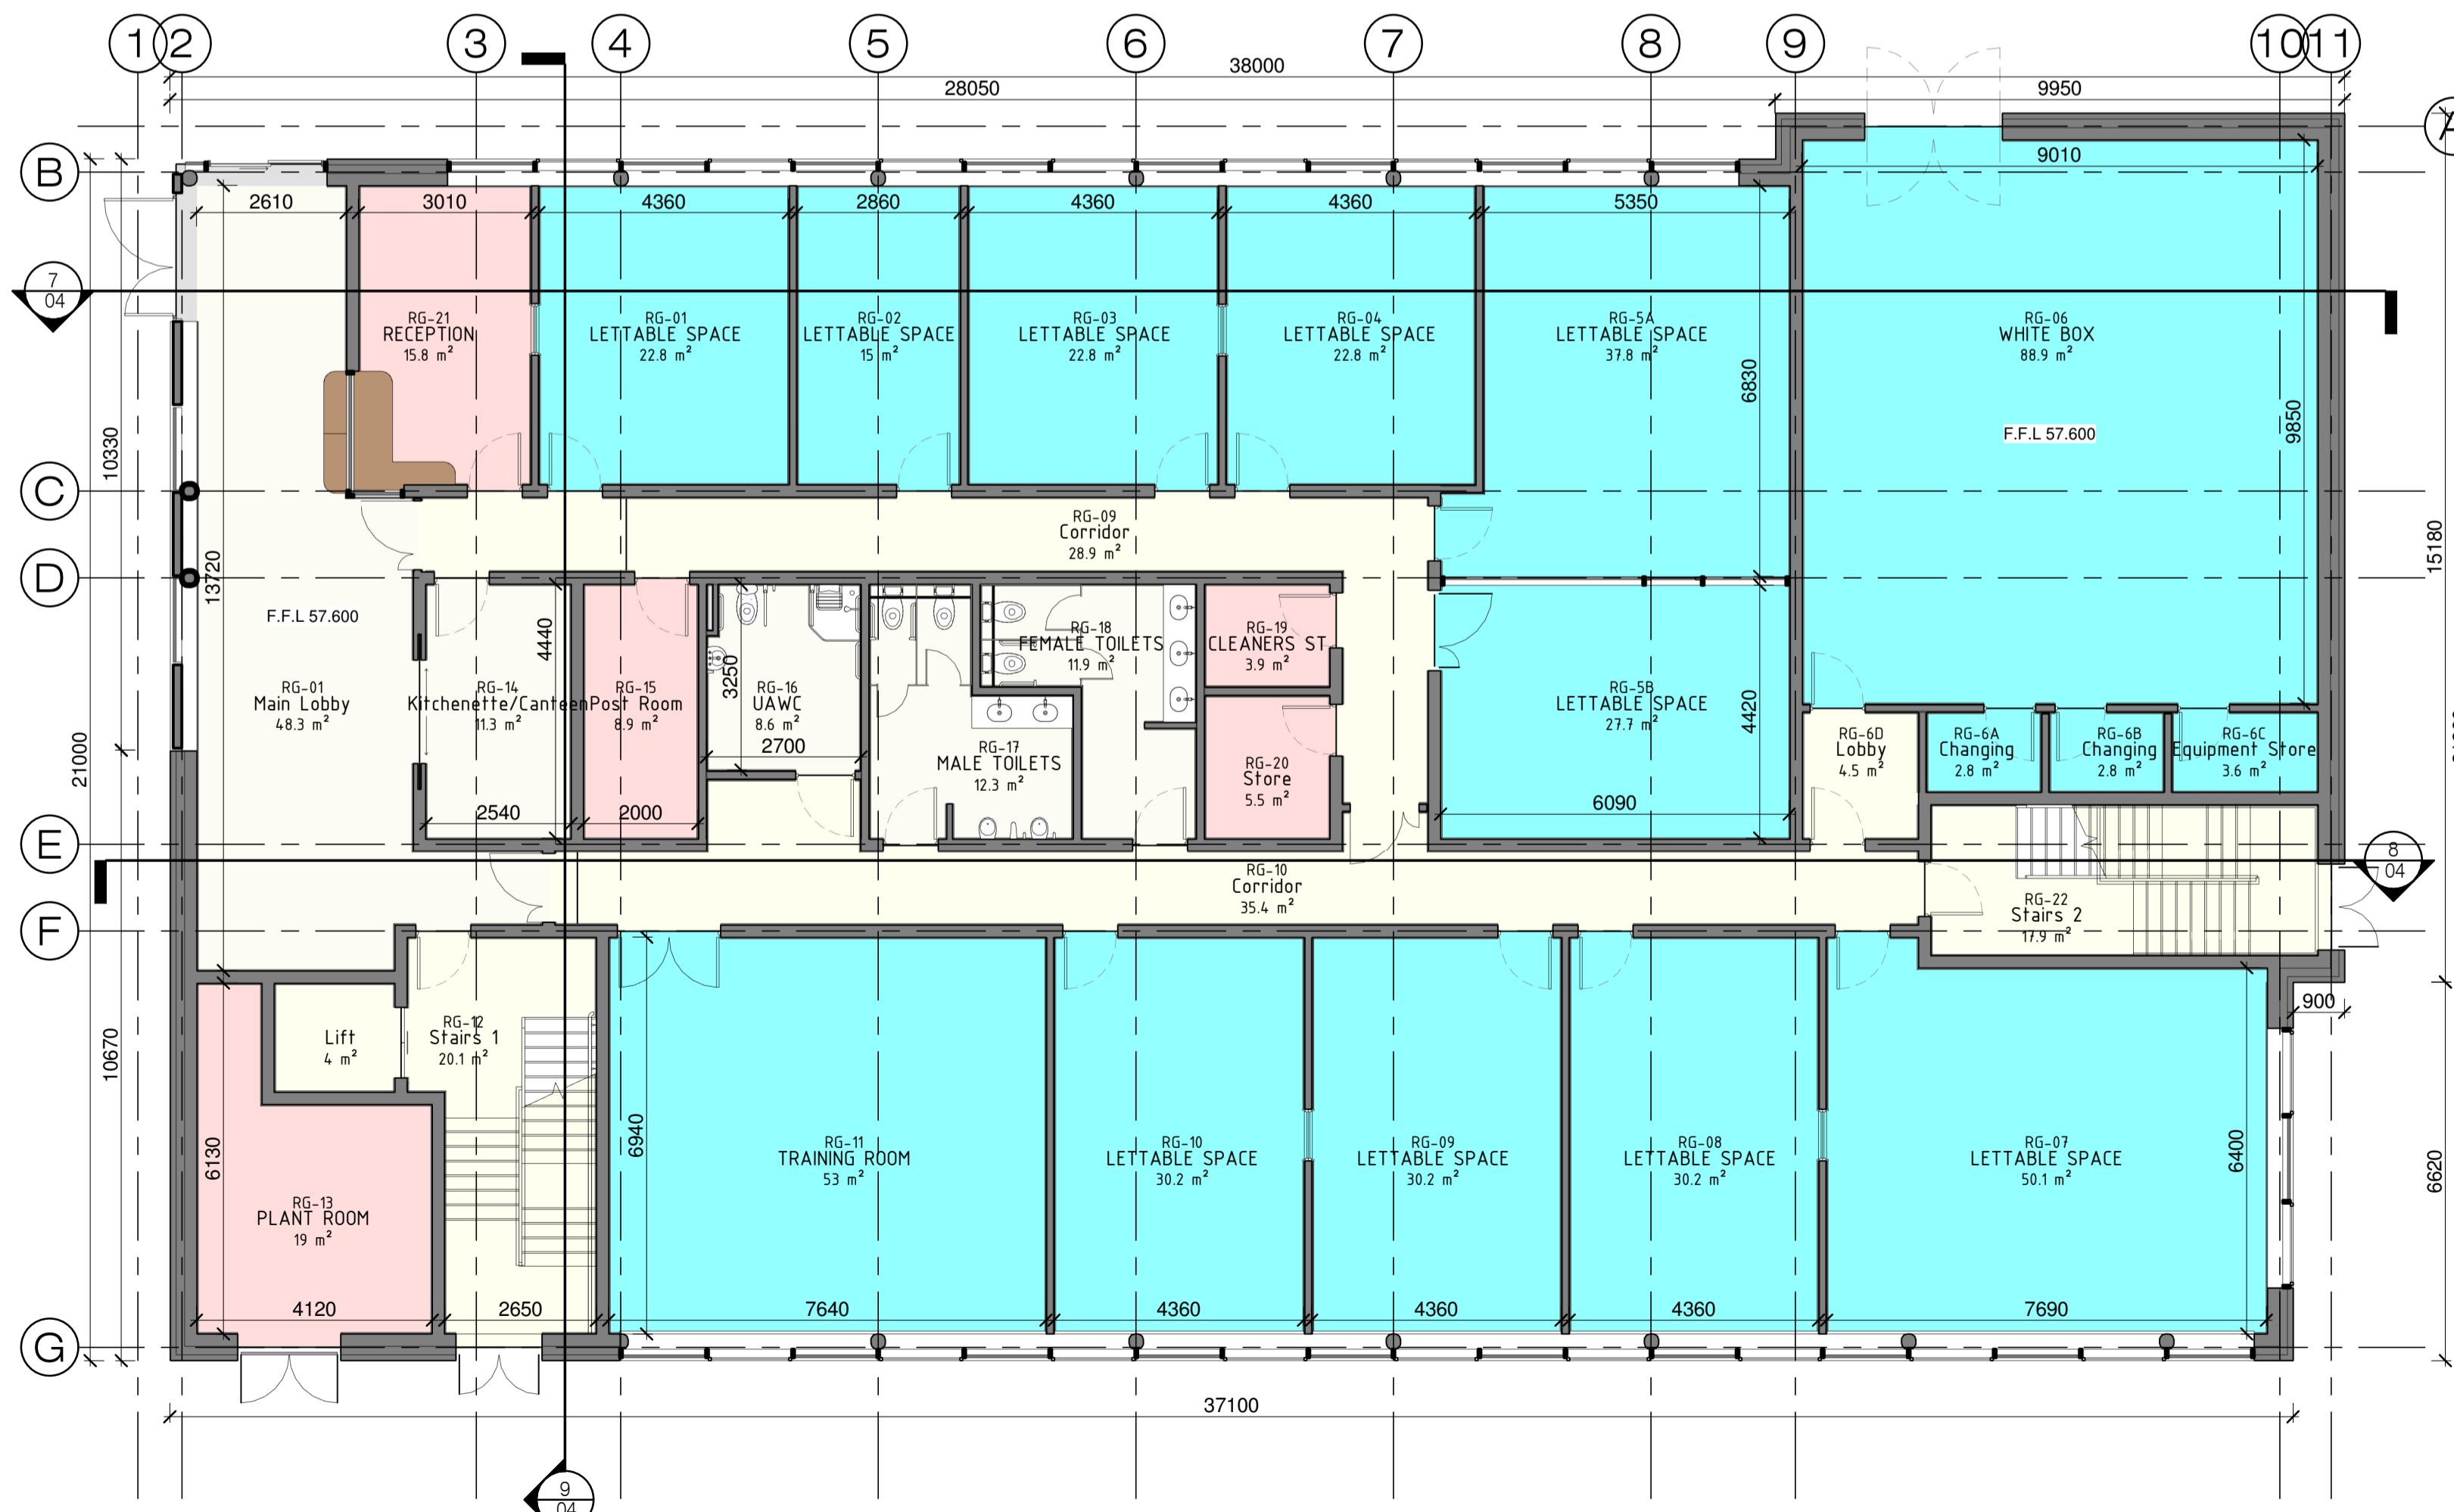 1
2
3
4
5
6
7
8
9
10
11
38000
28050
9950
A
B
9010
2610
3010
4360
2860
4360
4360
5350
7
04
RG-21
RECEPTION
15.8 m²
RG-01
LETTABLE SPACE
22.8 m²
RG-02
LETTABLE SPACE
15 m²
RG-03
LETTABLE SPACE
22.8 m²
RG-04
LETTABLE SPACE
22.8 m²
RG-5A
LETTABLE SPACE
37.8 m²
RG-06
WHITE BOX
88.9 m²
6830
9850
F.F.L 57.600
10330
C
RG-09
Corridor
28.9 m²
15180
D
13720
F.F.L 57.600
4440
3250
RG-01
Main Lobby
48.3 m²
RG-14
Kitchenette/Canteen
11.3 m²
RG-15
Post Room
8.9 m²
RG-16
UAWC
8.6 m²
2700
RG-18
FEMALE TOILETS
11.9 m²
RG-17
MALE TOILETS
12.3 m²
RG-19
CLEANERS ST
3.9 m²
RG-20
Store
5.5 m²
RG-5B
LETTABLE SPACE
27.7 m²
4420
6090
RG-6D
Lobby
4.5 m²
RG-6A
Changing
2.8 m²
RG-6B
Changing
2.8 m²
RG-6C
Equipment Store
3.6 m²
21000
2540
2000
E
8
04
RG-10
Corridor
35.4 m²
RG-22
Stairs 2
17.9 m²
F
900
10670
Lift
4 m²
RG-12
Stairs 1
20.1 m²
6130
6940
RG-11
TRAINING ROOM
53 m²
RG-10
LETTABLE SPACE
30.2 m²
RG-09
LETTABLE SPACE
30.2 m²
RG-08
LETTABLE SPACE
30.2 m²
RG-07
LETTABLE SPACE
50.1 m²
6400
6620
RG-13
PLANT ROOM
19 m²
4120
2650
7640
4360
4360
4360
7690
G
37100
9
04